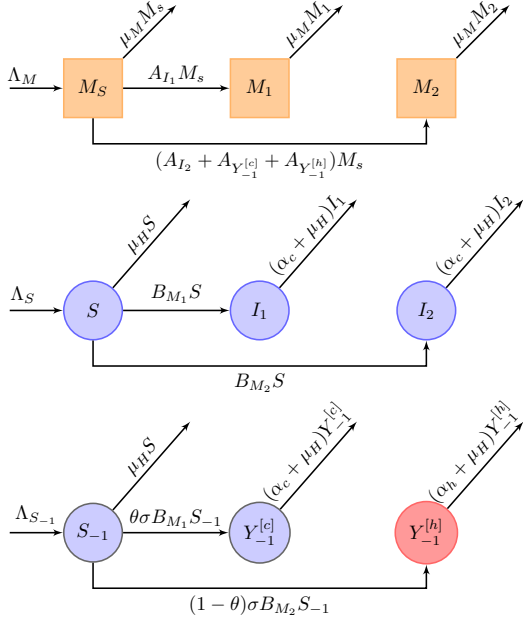 μ_M M_s
μ_M M_1
μ_M M_2
Λ_M
M_S
A_{I_1} M_s
M_1
M_2
(A_{I_2} + A_{Y_{-1}^{[c]}} + A_{Y_{-1}^{[h]}})M_s
μ_H S
(α_c + μ_H)I_1
(α_c + μ_H)I_2
Λ_S
S
B_{M_1} S
I_1
I_2
B_{M_2} S
μ_H S
(α_c + μ_H)Y_{-1}^{[c]}
(α_h + μ_H)Y_{-1}^{[h]}
Λ_{S_{-1}}
S_{-1}
θσB_{M_1} S_{-1}
Y_{-1}^{[c]}
Y_{-1}^{[h]}
(1 − θ)σB_{M_2} S_{-1}